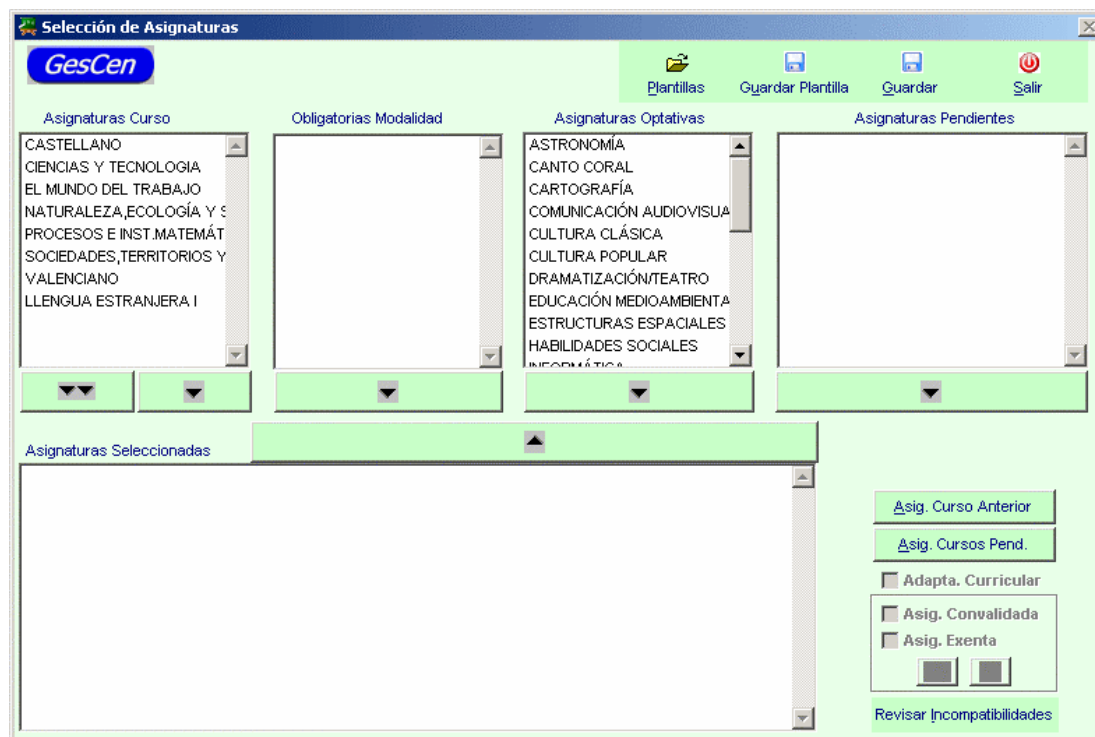 Selección de Asignaturas
GesCen
Plantillas
Guardar Plantilla
Guardar
Salir
Asignaturas Curso
Obligatorias Modalidad
Asignaturas Optativas
Asignaturas Pendientes
CASTELLANO
CIENCIAS Y TECNOLOGIA
EL MUNDO DEL TRABAJO
NATURALEZA,ECOLOGÍA Y S
PROCESOS E INST.MATEMÁT
SOCIEDADES,TERRITORIOS Y
VALENCIANO
LLENGUA ESTRANJERA I
ASTRONOMÍA
CANTO CORAL
CARTOGRAFÍA
COMUNICACIÓN AUDIOVISUA
CULTURA CLÁSICA
CULTURA POPULAR
DRAMATIZACIÓN/TEATRO
EDUCACIÓN MEDIOAMBIENTA
ESTRUCTURAS ESPACIALES
HABILIDADES SOCIALES
INFORMÁTICA
Asignaturas Seleccionadas
Asig. Curso Anterior
Asig. Cursos Pend.
Adapta. Curricular
Asig. Convalidada
Asig. Exenta
Revisar Incompatibilidades